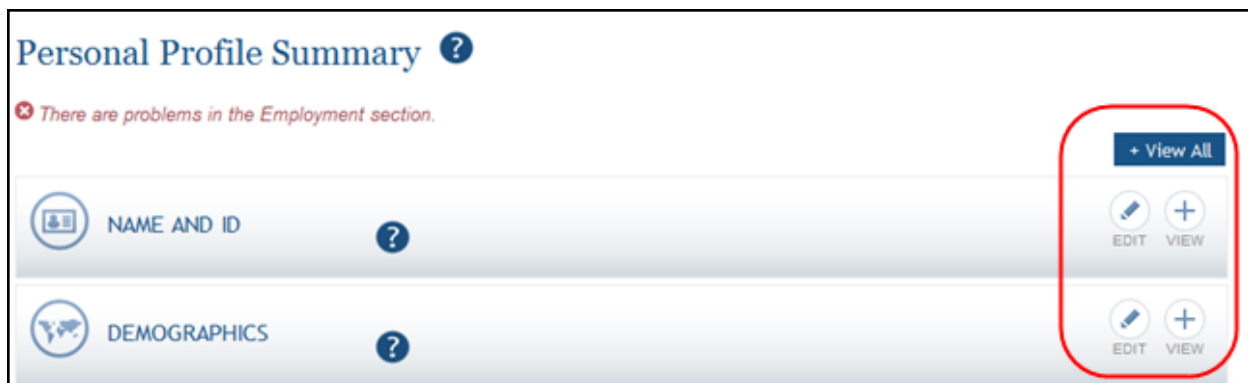 Personal Profile Summary ?
There are problems in the Employment section.
+ View All
NAME AND ID ?
EDIT VIEW
DEMOGRAPHICS ?
EDIT VIEW